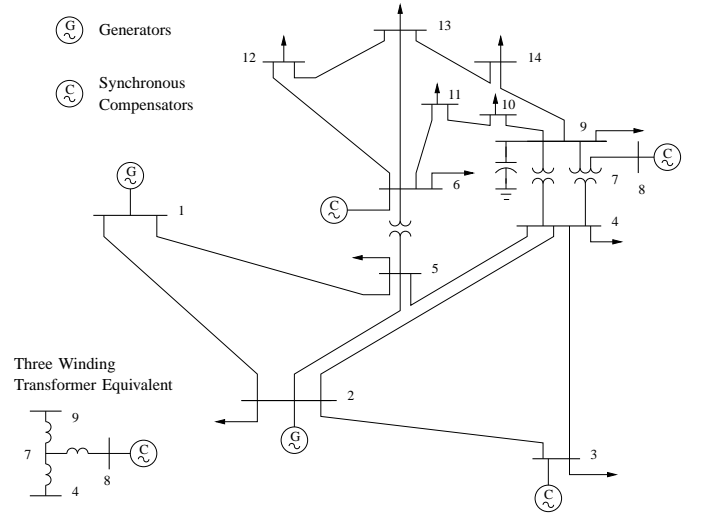 G Generators
C Synchronous
Compensators
13
12
14
11
10
9
C
8
7
G
6
C
1
4
5
Three Winding
Transformer Equivalent
2
9
G
7
C
3
8
4
C